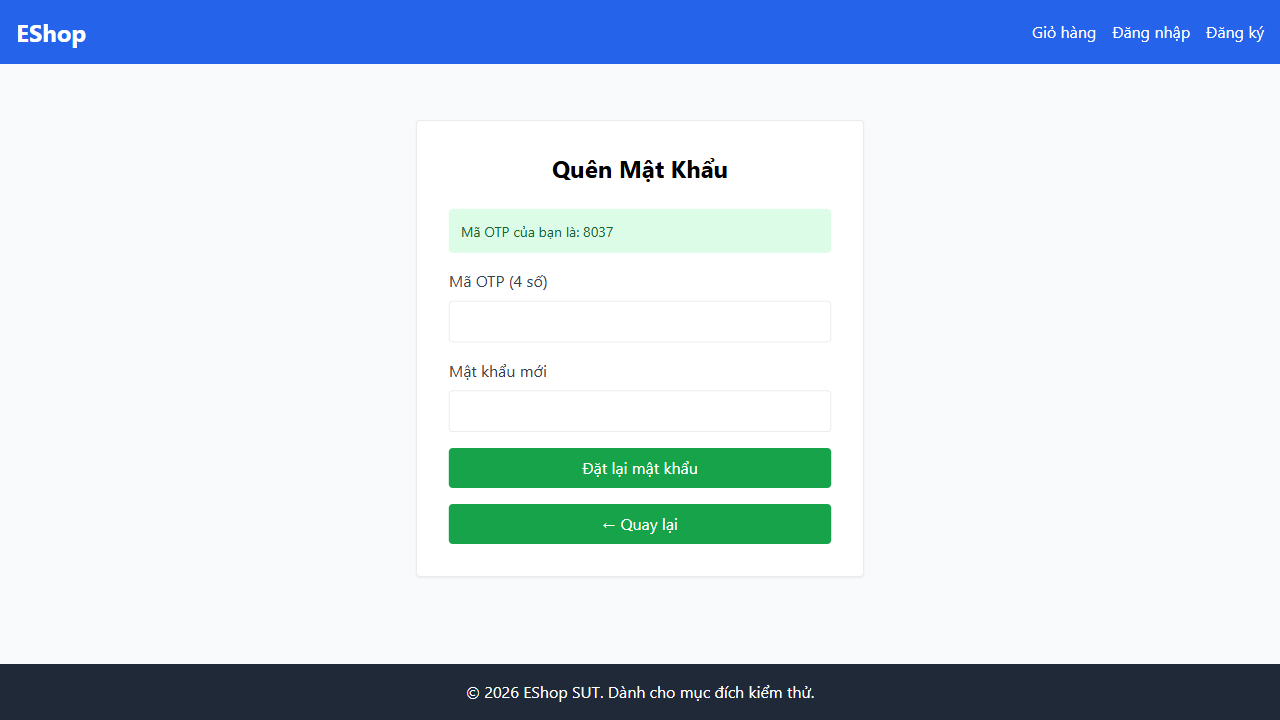 EShop
Giỏ hàng Đăng nhập Đăng ký
Quên Mật Khẩu
Mã OTP của bạn là: 8037
Mã OTP (4 số)
Mật khẩu mới
Đặt lại mật khẩu
← Quay lại
© 2026 EShop SUT. Dành cho mục đích kiểm thử.